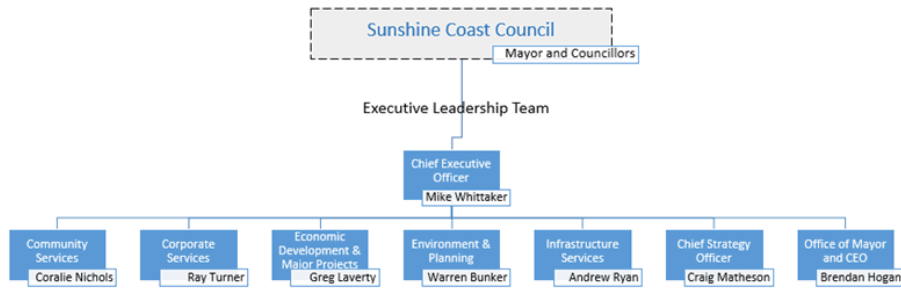 Sunshine Coast Council
Mayor and Councillors
Executive Leadership Team
Chief Executive
Officer
Mike Whittaker
Community
Services
Coralie Nichols
Corporate
Services
Ray Turner
Economic
Development &
Major Projects
Greg Laverty
Environment &
Planning
Warren Bunker
Infrastructure
Services
Andrew Ryan
Chief Strategy
Officer
Craig Matheson
Office of Mayor
and CEO
Brendan Hogan